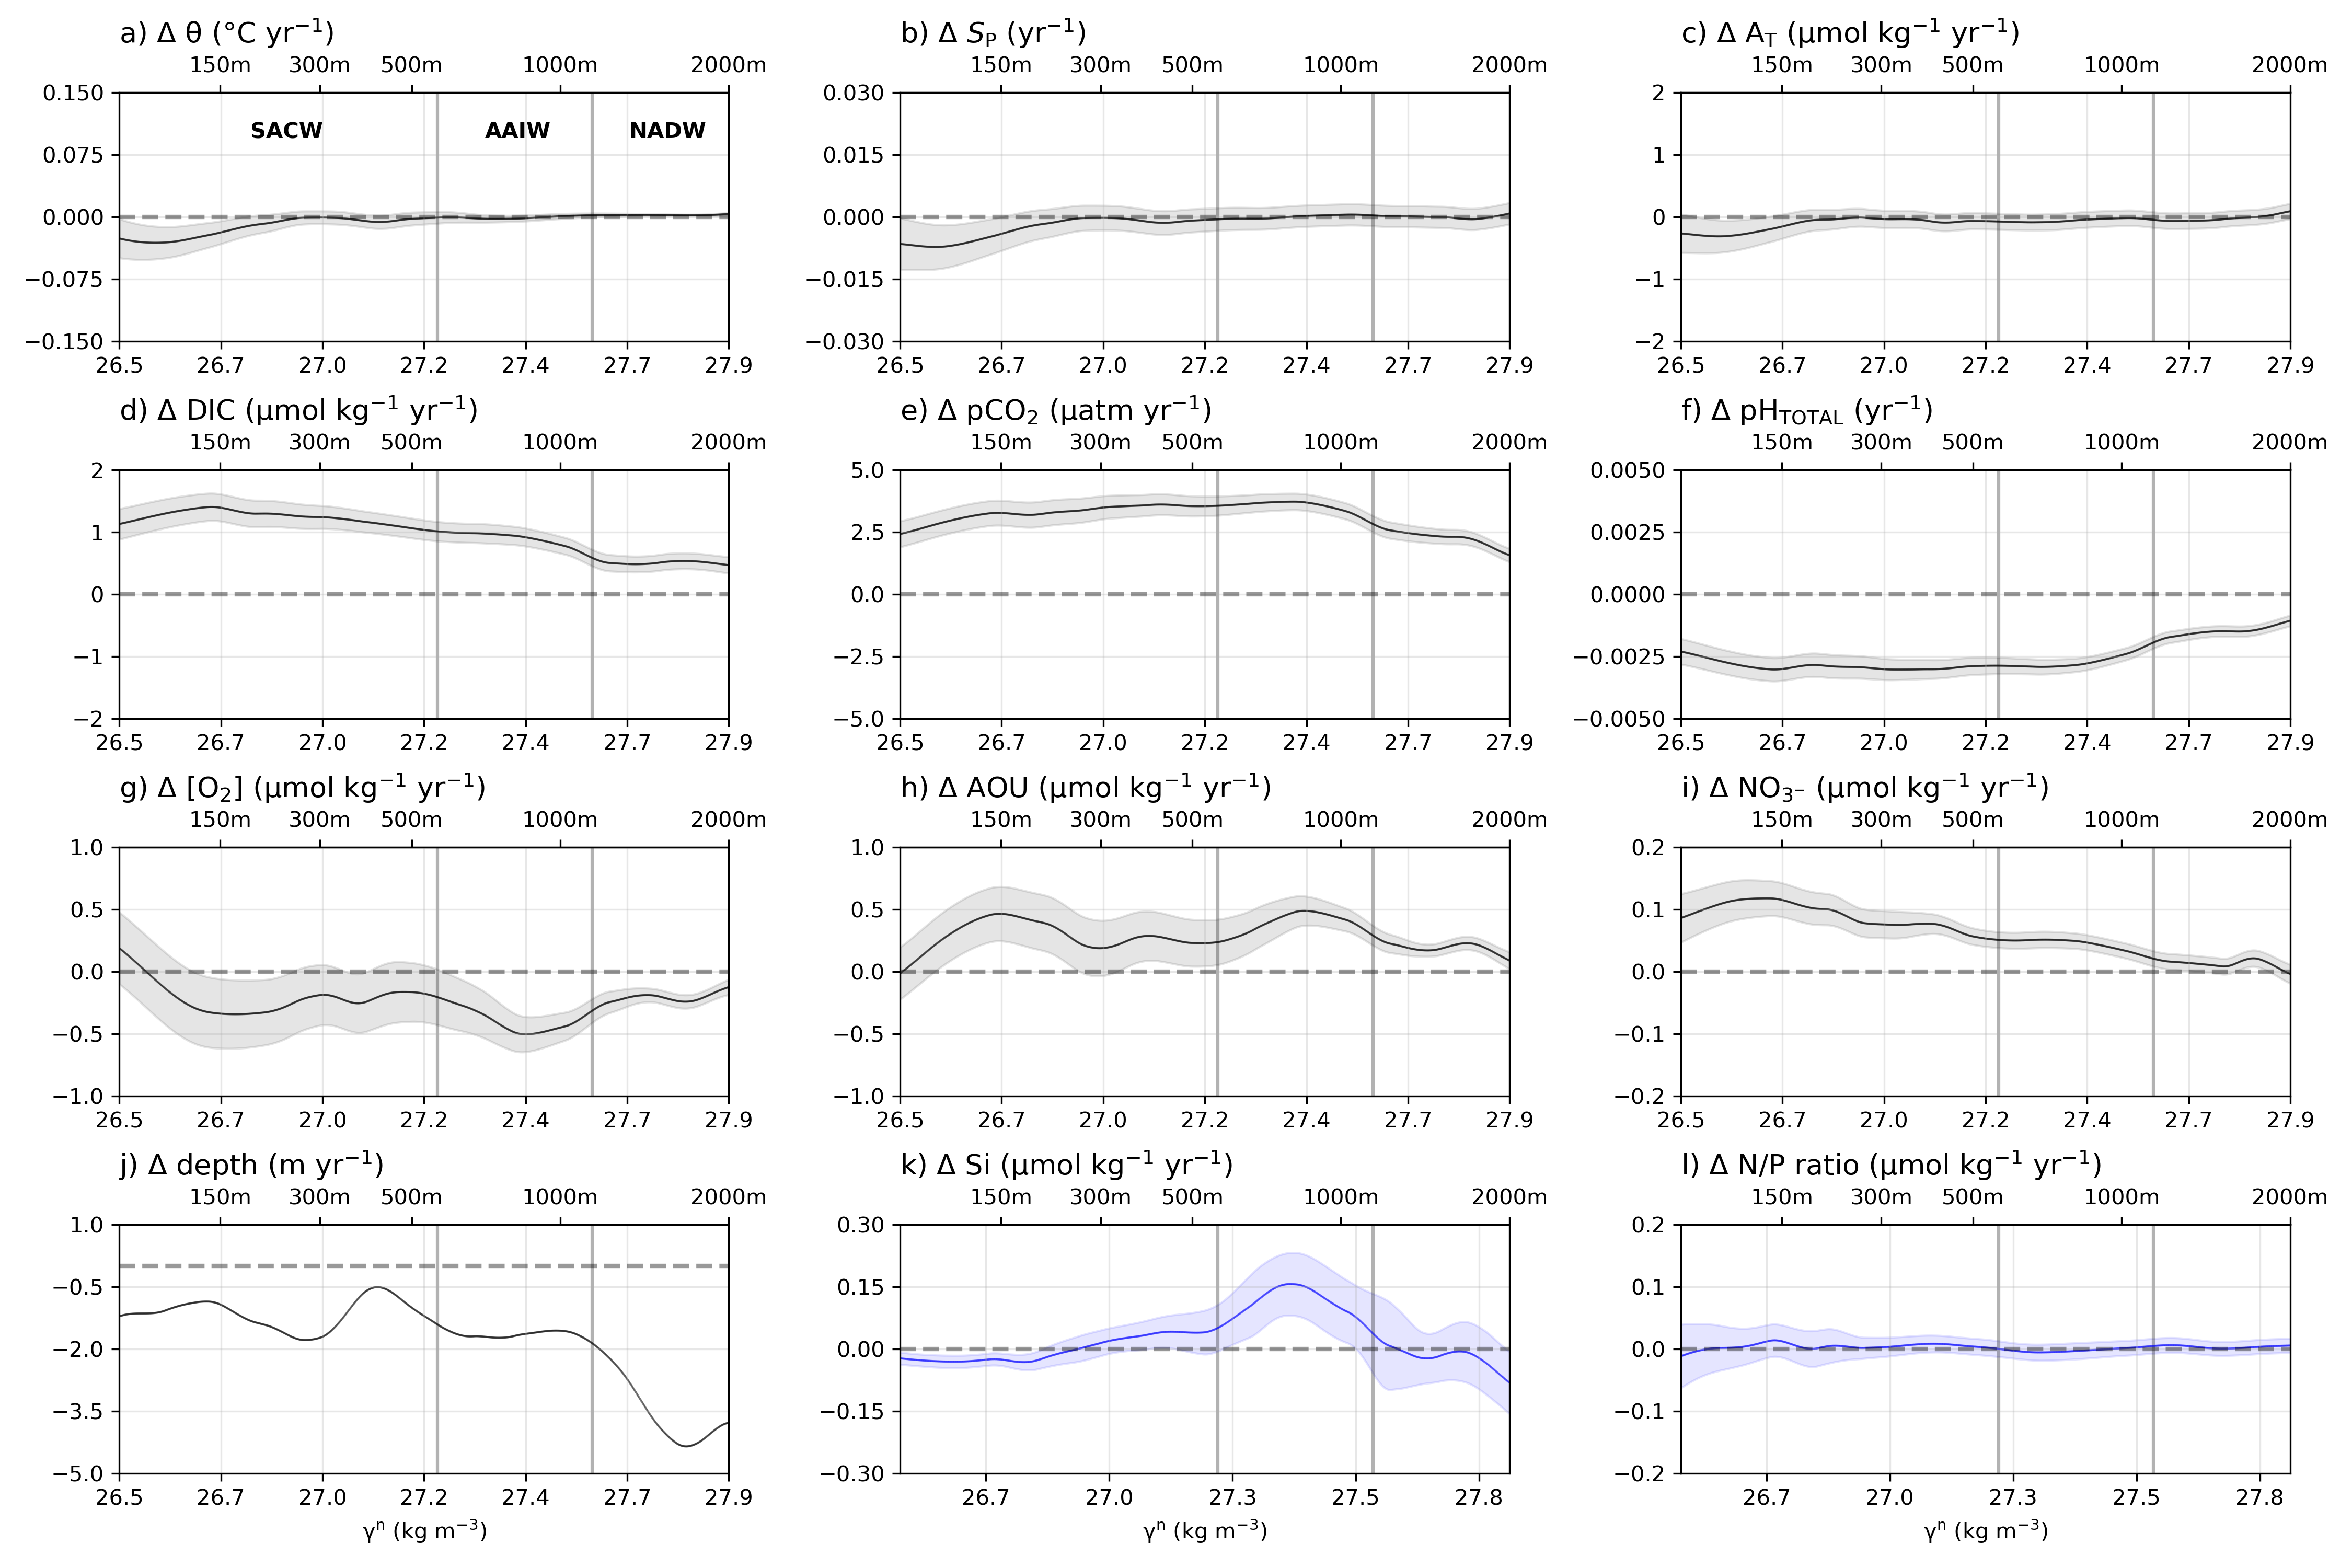 a) Δ θ (°C yr⁻¹)
150m 300m 500m 1000m 2000m
0.150
SACW AAIW NADW
0.075
0.000
−0.075
−0.150
26.5 26.7 27.0 27.2 27.4 27.7 27.9
b) Δ S_P (yr⁻¹)
150m 300m 500m 1000m 2000m
0.030
0.015
0.000
−0.015
−0.030
26.5 26.7 27.0 27.2 27.4 27.7 27.9
c) Δ A_T (μmol kg⁻¹ yr⁻¹)
150m 300m 500m 1000m 2000m
2
1
0
−1
−2
26.5 26.7 27.0 27.2 27.4 27.7 27.9
d) Δ DIC (μmol kg⁻¹ yr⁻¹)
150m 300m 500m 1000m 2000m
2
1
0
−1
−2
26.5 26.7 27.0 27.2 27.4 27.7 27.9
e) Δ pCO₂ (μatm yr⁻¹)
150m 300m 500m 1000m 2000m
5.0
2.5
0.0
−2.5
−5.0
26.5 26.7 27.0 27.2 27.4 27.7 27.9
f) Δ pH_TOTAL (yr⁻¹)
150m 300m 500m 1000m 2000m
0.0050
0.0025
0.0000
−0.0025
−0.0050
26.5 26.7 27.0 27.2 27.4 27.7 27.9
g) Δ [O₂] (μmol kg⁻¹ yr⁻¹)
150m 300m 500m 1000m 2000m
1.0
0.5
0.0
−0.5
−1.0
26.5 26.7 27.0 27.2 27.4 27.7 27.9
h) Δ AOU (μmol kg⁻¹ yr⁻¹)
150m 300m 500m 1000m 2000m
1.0
0.5
0.0
−0.5
−1.0
26.5 26.7 27.0 27.2 27.4 27.7 27.9
i) Δ NO₃₋ (μmol kg⁻¹ yr⁻¹)
150m 300m 500m 1000m 2000m
0.2
0.1
0.0
−0.1
−0.2
26.5 26.7 27.0 27.2 27.4 27.7 27.9
j) Δ depth (m yr⁻¹)
150m 300m 500m 1000m 2000m
1.0
−0.5
−2.0
−3.5
−5.0
26.5 26.7 27.0 27.2 27.4 27.7 27.9
γⁿ (kg m⁻³)
k) Δ Si (μmol kg⁻¹ yr⁻¹)
150m 300m 500m 1000m 2000m
0.30
0.15
0.00
−0.15
−0.30
26.7 27.0 27.3 27.5 27.8
γⁿ (kg m⁻³)
l) Δ N/P ratio (μmol kg⁻¹ yr⁻¹)
150m 300m 500m 1000m 2000m
0.2
0.1
0.0
−0.1
−0.2
26.7 27.0 27.3 27.5 27.8
γⁿ (kg m⁻³)